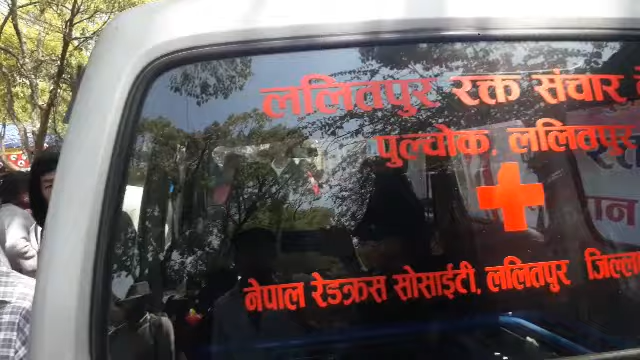 ललितपुर रक्त संचार
पुल्चोक, ललितपुर
नेपाल रेडक्रस सोसाईटी, ललितपुर जिल्ला